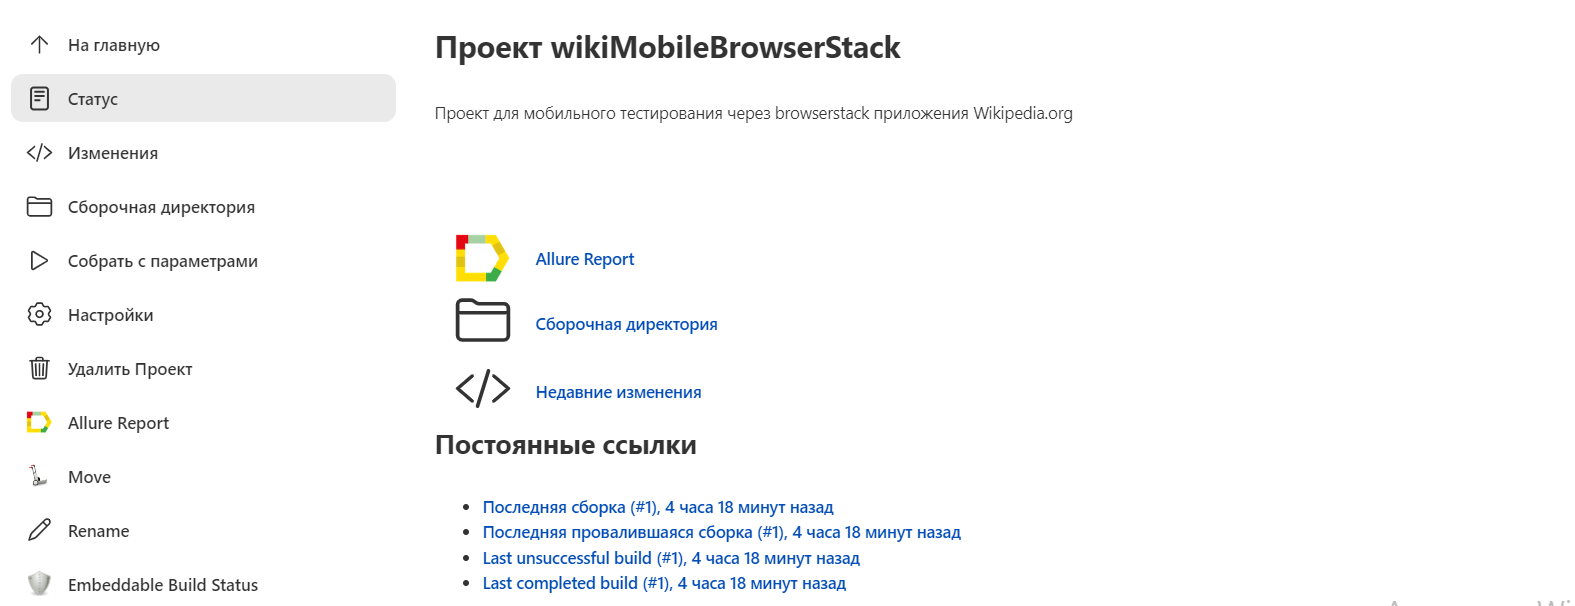 На главную
Статус
Изменения
Сборочная директория
Собрать с параметрами
Настройки
Удалить Проект
Allure Report
Move
Rename
Embeddable Build Status
Проект wikiMobileBrowserStack
Проект для мобильного тестирования через browserstack приложения Wikipedia.org
Allure Report
Сборочная директория
Недавние изменения
Постоянные ссылки
Последняя сборка (#1), 4 часа 18 минут назад
Последняя провалившаяся сборка (#1), 4 часа 18 минут назад
Last unsuccessful build (#1), 4 часа 18 минут назад
Last completed build (#1), 4 часа 18 минут назад